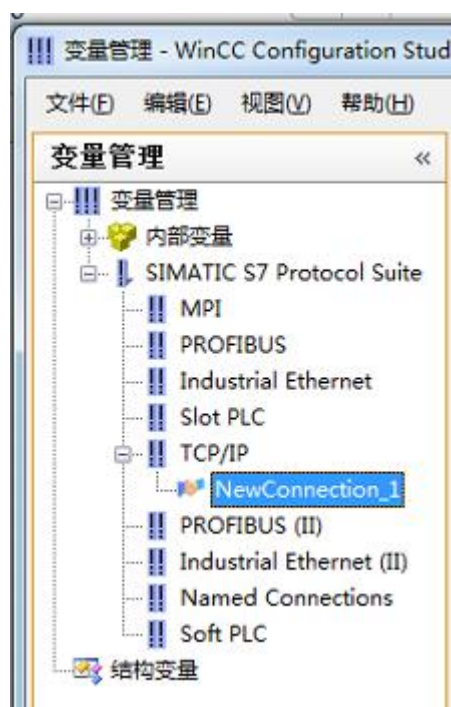 变量管理 - WinCC Configuration Stud
文件(F) 编辑(E) 视图(V) 帮助(H)
变量管理 «
变量管理
内部变量
SIMATIC S7 Protocol Suite
MPI
PROFIBUS
Industrial Ethernet
Slot PLC
TCP/IP
NewConnection_1
PROFIBUS (II)
Industrial Ethernet (II)
Named Connections
Soft PLC
结构变量